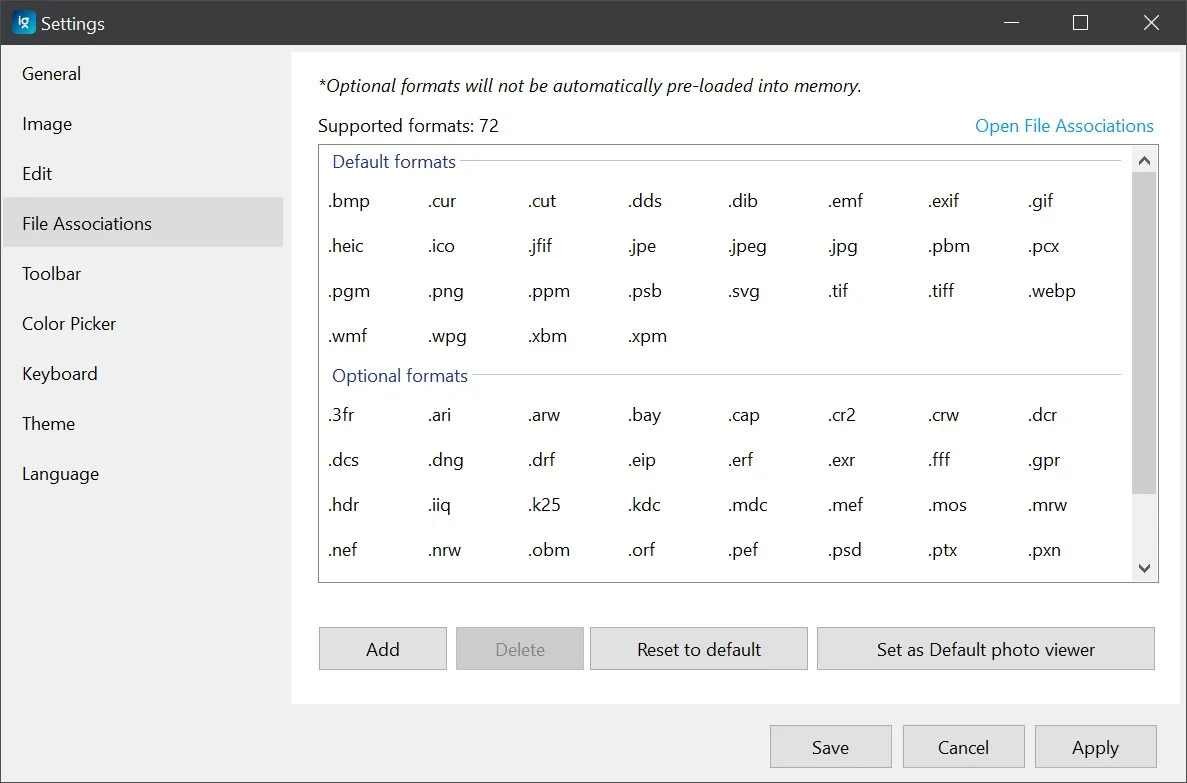 ig Settings
General
Image
Edit
File Associations
Toolbar
Color Picker
Keyboard
Theme
Language
*Optional formats will not be automatically pre-loaded into memory.
Supported formats: 72 Open File Associations
Default formats
.bmp .cur .cut .dds .dib .emf .exif .gif
.heic .ico .jfif .jpe .jpeg .jpg .pbm .pcx
.pgm .png .ppm .psb .svg .tif .tiff .webp
.wmf .wpg .xbm .xpm
Optional formats
.3fr .ari .arw .bay .cap .cr2 .crw .dcr
.dcs .dng .drf .eip .erf .exr .fff .gpr
.hdr .iiq .k25 .kdc .mdc .mef .mos .mrw
.nef .nrw .obm .orf .pef .psd .ptx .pxn
Add Delete Reset to default Set as Default photo viewer
Save Cancel Apply